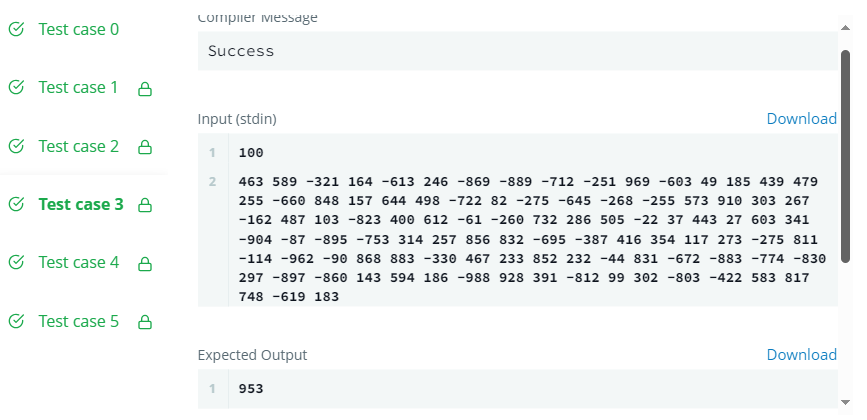 Test case 0
Test case 1
Test case 2
Test case 3
Test case 4
Test case 5
Compiler Message
Success
Input (stdin)
Download
1 100
2 463 589 −321 164 −613 246 −869 −889 −712 −251 969 −603 49 185 439 479
255 −660 848 157 644 498 −722 82 −275 −645 −268 −255 573 910 303 267
−162 487 103 −823 400 612 −61 −260 732 286 505 −22 37 443 27 603 341
−904 −87 −895 −753 314 257 856 832 −695 −387 416 354 117 273 −275 811
−114 −962 −90 868 883 −330 467 233 852 232 −44 831 −672 −883 −774 −830
297 −897 −860 143 594 186 −988 928 391 −812 99 302 −803 −422 583 817
748 −619 183
Expected Output
Download
1 953